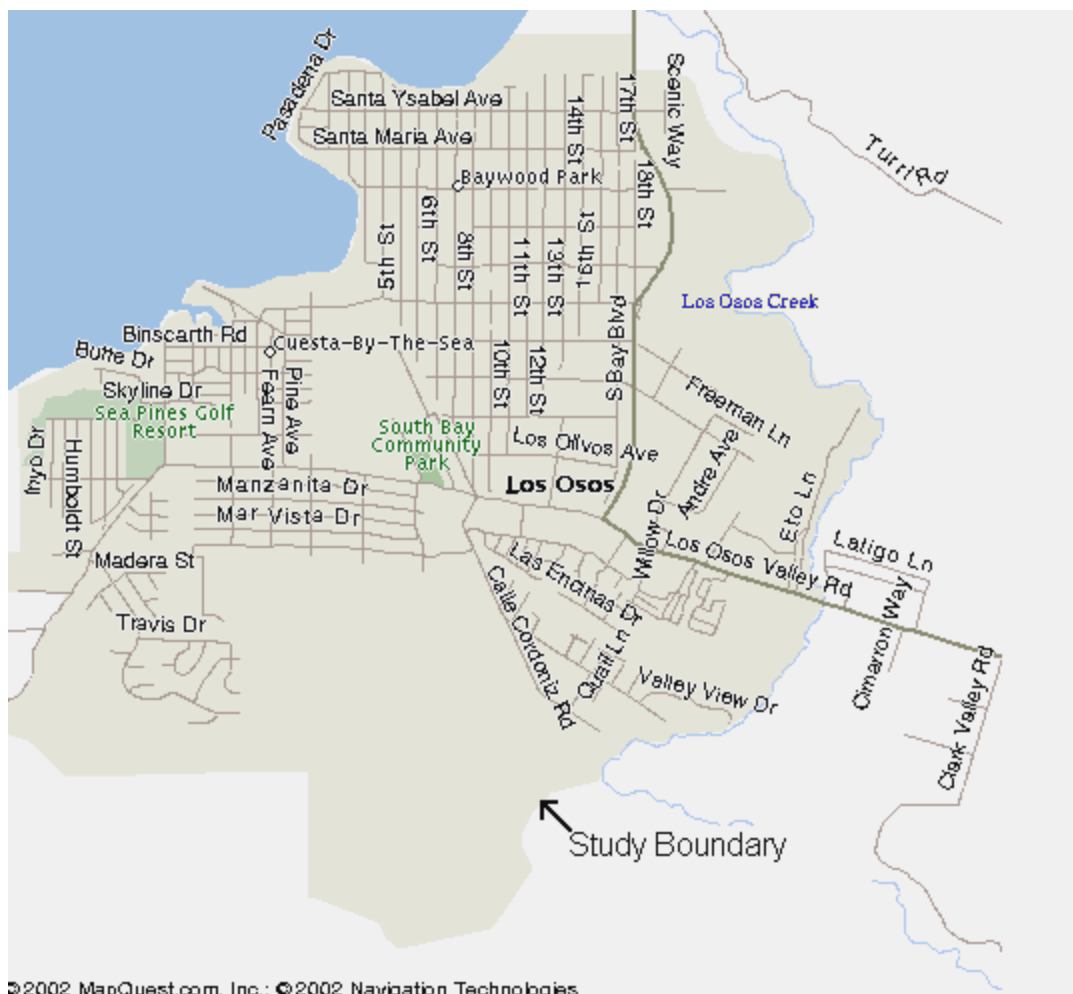 Pasadena Dr
Santa Ysabel Ave
Santa Maria Ave
14th St
17th St
Scenic Way
Turri Rd
Baywood Park
18th St
5th St
6th St
8th St
11th St
13th St
15th St
Los Osos Creek
S Bay Blvd
Binscarth Rd
Cuesta-By-The-Sea
Butte Dr
Skyline Dr
Fearn Ave
Pine Ave
10th St
12th St
Freeman Ln
Sea Pines Golf
Resort
South Bay
Community
Park
Los Olivos Ave
Andre Ave
Inyo Dr
Humboldt St
Manzanita Dr
Los Osos
Mar Vista Dr
Willow Dr
Eto Ln
Los Osos Valley Rd
Latigo Ln
Madera St
Las Encinas Dr
Calle Cordoniz Rd
Cimarron Way
Travis Dr
Quail Ln
Valley View Dr
Clark Valley Rd
Study Boundary
©2002 MapQuest.com, Inc.; ©2002 Navigation Technologies